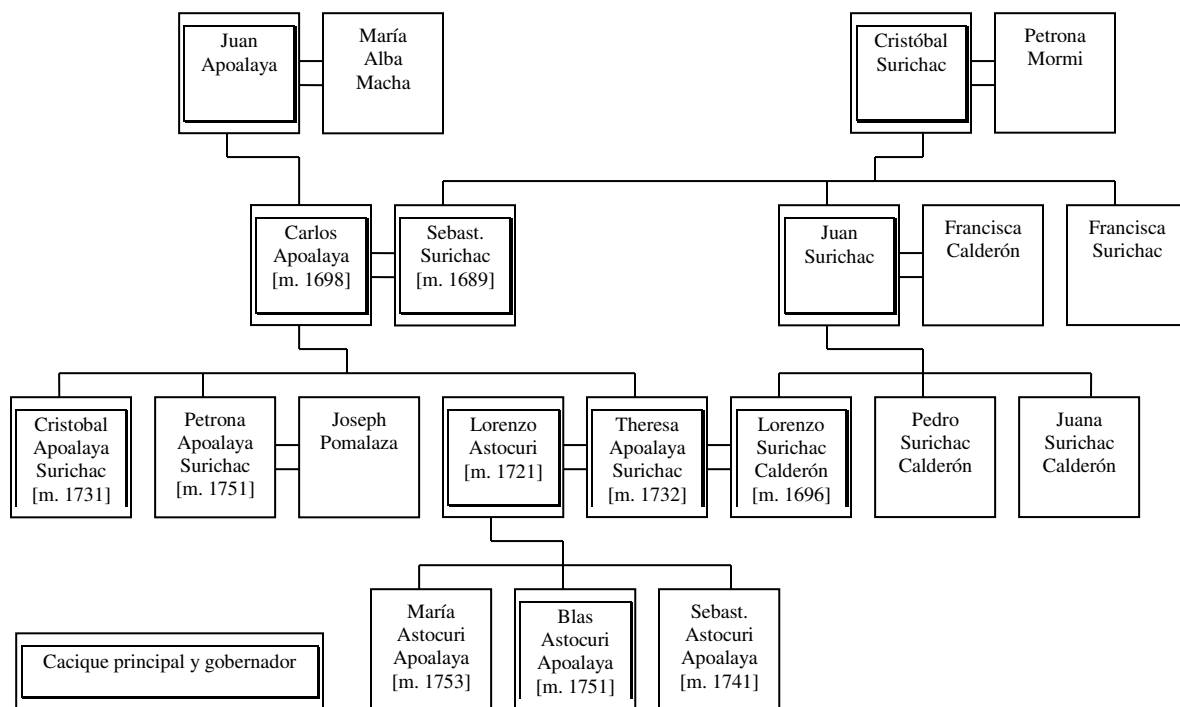 Juan
Apoalaya
María
Alba
Macha
Cristóbal
Surichac
Petrona
Mormi
Carlos
Apoalaya
[m. 1698]
Sebast.
Surichac
[m. 1689]
Juan
Surichac
Francisca
Calderón
Francisca
Surichac
Cristobal
Apoalaya
Surichac
[m. 1731]
Petrona
Apoalaya
Surichac
[m. 1751]
Joseph
Pomalaza
Lorenzo
Astocuri
[m. 1721]
Theresa
Apoalaya
Surichac
[m. 1732]
Lorenzo
Surichac
Calderón
[m. 1696]
Pedro
Surichac
Calderón
Juana
Surichac
Calderón
María
Astocuri
Apoalaya
[m. 1753]
Blas
Astocuri
Apoalaya
[m. 1751]
Sebast.
Astocuri
Apoalaya
[m. 1741]
Cacique principal y gobernador